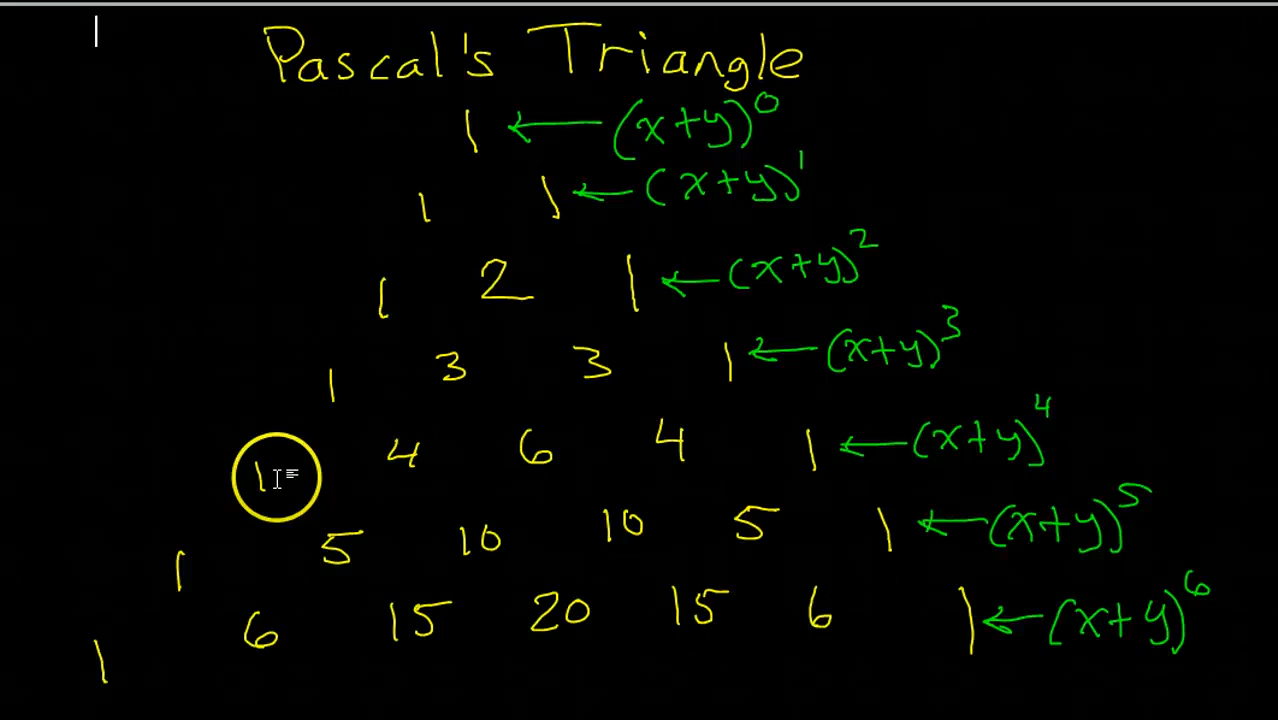 Pascal's Triangle
1 ← (x+y)^0
1 1 ← (x+y)^1
1 2 1 ← (x+y)^2
1 3 3 1 ← (x+y)^3
1 4 6 4 1 ← (x+y)^4
1 5 10 10 5 1 ← (x+y)^5
1 6 15 20 15 6 1 ← (x+y)^6